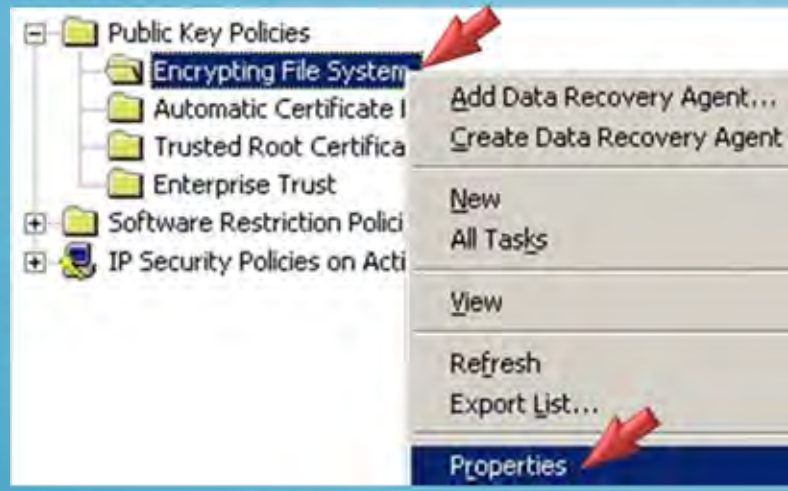 Public Key Policies
Encrypting File System
Automatic Certificate
Trusted Root Certifica
Enterprise Trust
Software Restriction Polici
IP Security Policies on Acti
Add Data Recovery Agent...
Create Data Recovery Agent
New
All Tasks
View
Refresh
Export List...
Properties